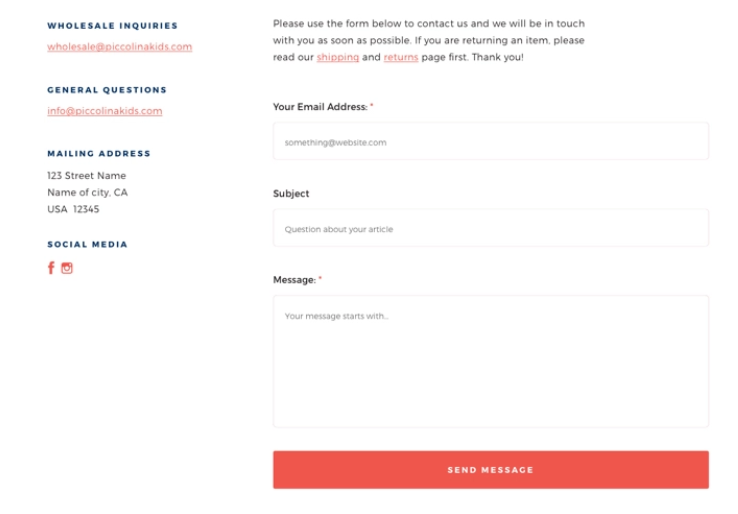 WHOLESALE INQUIRIES
wholesale@piccolinakids.com
GENERAL QUESTIONS
info@piccolinakids.com
MAILING ADDRESS
123 Street Name
Name of city, CA
USA 12345
SOCIAL MEDIA
Please use the form below to contact us and we will be in touch
with you as soon as possible. If you are returning an item, please
read our shipping and returns page first. Thank you!
Your Email Address: *
something@website.com
Subject
Question about your article
Message: *
Your message starts with...
SEND MESSAGE